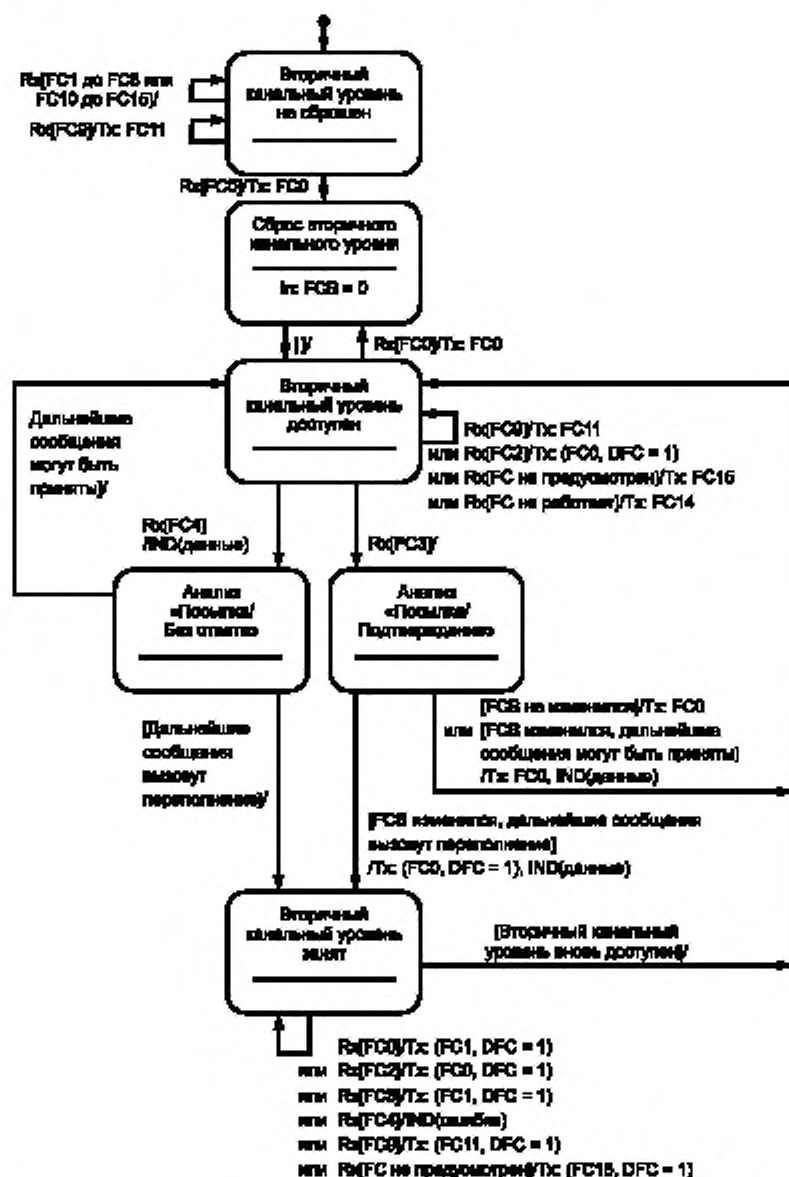 Rx[FC1 до FC8 или
FC10 до FC15]/
Rx[FC9]/Tx: FC11
Вторичный
канальный уровень
не сброшен
Rx[FC0]/Tx: FC0
Сброс вторичного
канального уровня
In: FCB = 0
[ ]/
Rx[FC0]/Tx: FC0
Вторичный
канальный уровень
доступен
Дальнейшие
сообщения
могут быть
приняты]/
Rx[FC9]/Tx: FC11
или Rx[FC2]/Tx: (FC0, DFC = 1)
или Rx[FC не предусмотрен]/Tx: FC15
или Rx[FC не работает]/Tx: FC14
Rx[FC4]
/IND(данные)
Rx[FC3]/
Анализ
«Посылка/
Без ответа»
Анализ
«Посылка/
Подтверждение»
[FCB не изменился]/Tx: FC0
или [FCB изменился, дальнейшие
сообщения могут быть приняты]
/Tx: FC0, IND(данные)
[Дальнейшие
сообщения
вызовут
переполнение]/
[FCB изменился, дальнейшие сообщения
вызовут переполнение]
/Tx: (FC0, DFC = 1), IND(данные)
Вторичный
канальный уровень
занят
[Вторичный канальный
уровень вновь доступен]/
Rx[FC0]/Tx: (FC1, DFC = 1)
или Rx[FC2]/Tx: (FC0, DFC = 1)
или Rx[FC3]/Tx: (FC1, DFC = 1)
или Rx[FC4]/IND(ошибка)
или Rx[FC9]/Tx: (FC11, DFC = 1)
или Rx[FC не предусмотрен]/Tx: (FC15, DFC = 1)